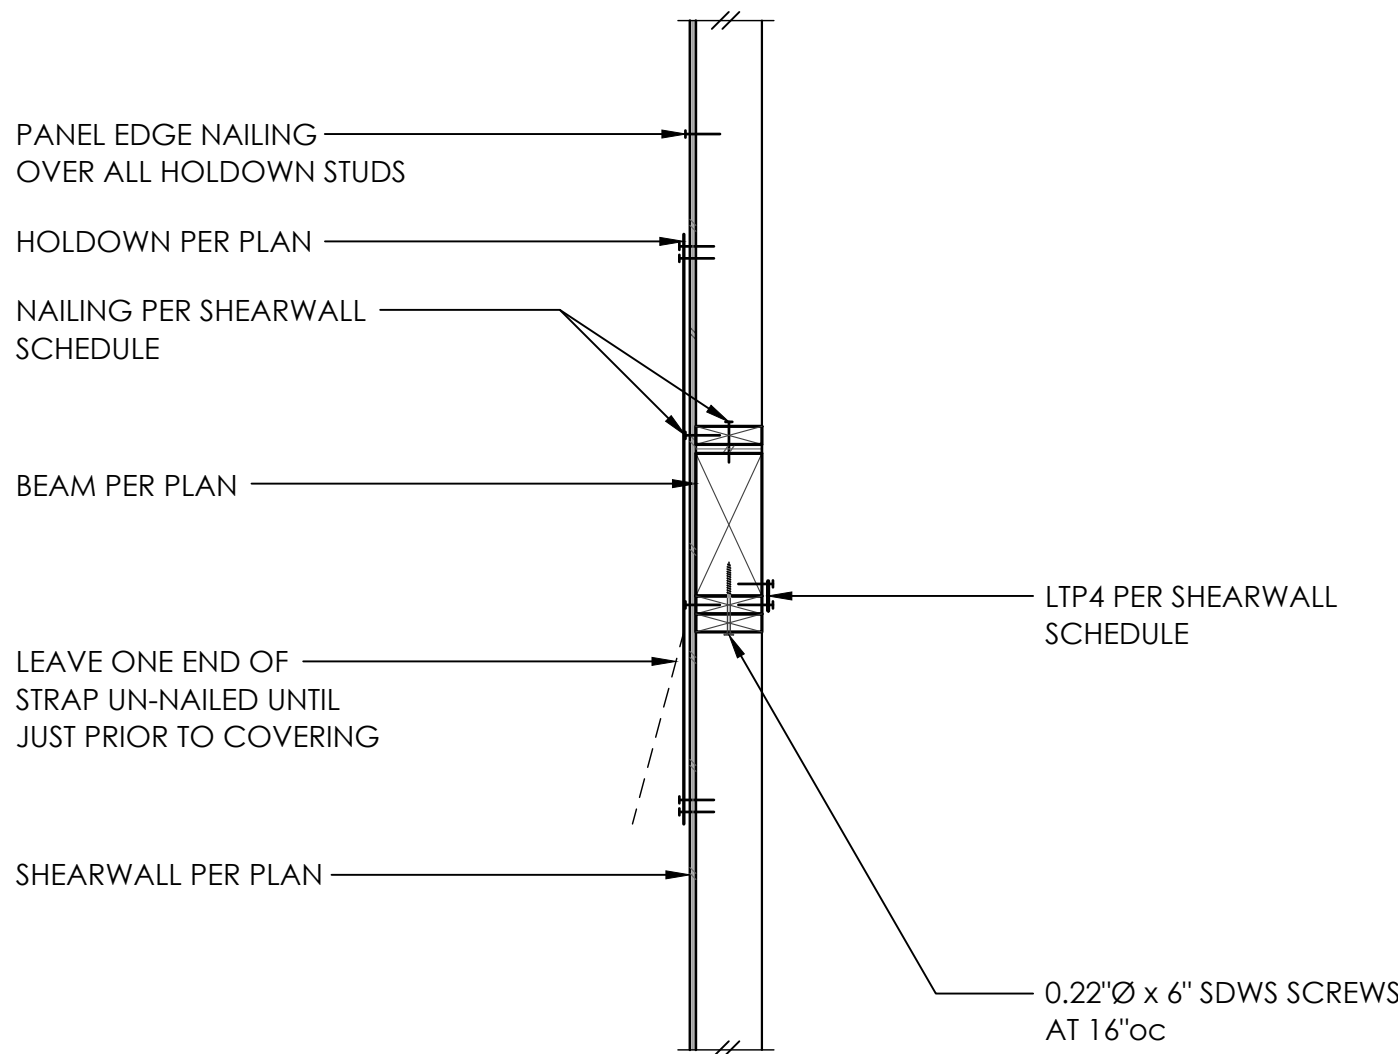 PANEL EDGE NAILING
OVER ALL HOLDOWN STUDS
HOLDOWN PER PLAN
NAILING PER SHEARWALL
SCHEDULE
BEAM PER PLAN
LTP4 PER SHEARWALL
SCHEDULE
LEAVE ONE END OF
STRAP UN-NAILED UNTIL
JUST PRIOR TO COVERING
SHEARWALL PER PLAN
0.22"Ø x 6" SDWS SCREWS
AT 16"oc